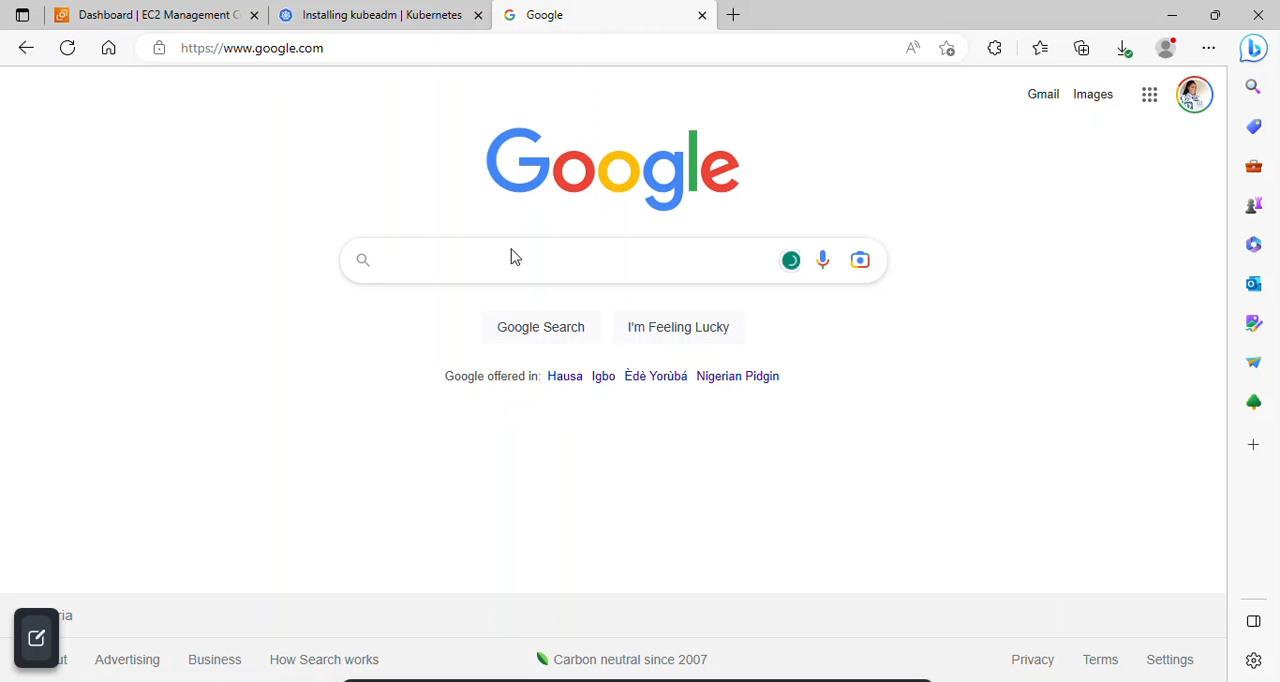 Dashboard | EC2 Management C
Installing kubeadm | Kubernetes
Google
https://www.google.com
Gmail Images
Google
Google Search I'm Feeling Lucky
Google offered in: Hausa Igbo Èdè Yorùbá Nigerian Pidgin
ria
ut Advertising Business How Search works Carbon neutral since 2007 Privacy Terms Settings